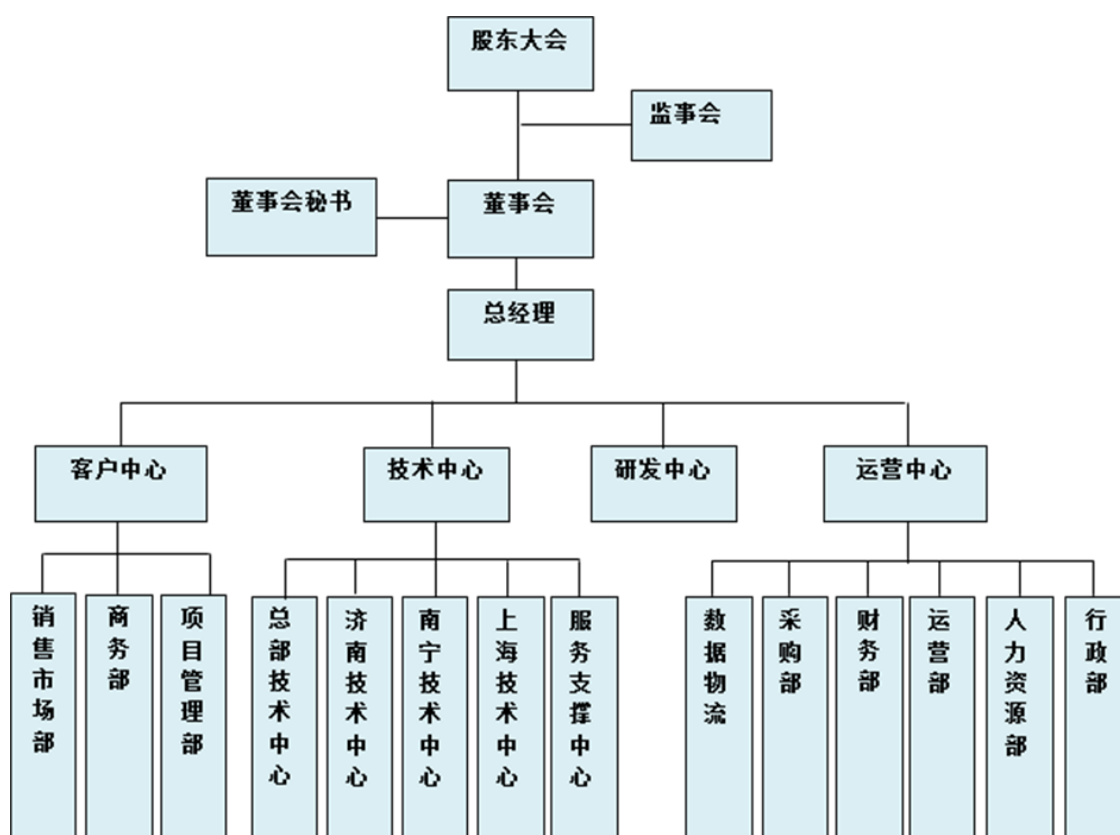 股东大会
监事会
董事会秘书
董事会
总经理
客户中心
技术中心
研发中心
运营中心
销售市场部
商务部
项目管理部
总部技术中心
济南技术中心
南宁技术中心
上海技术中心
服务支撑中心
数据物流
采购部
财务部
运营部
人力资源部
行政部